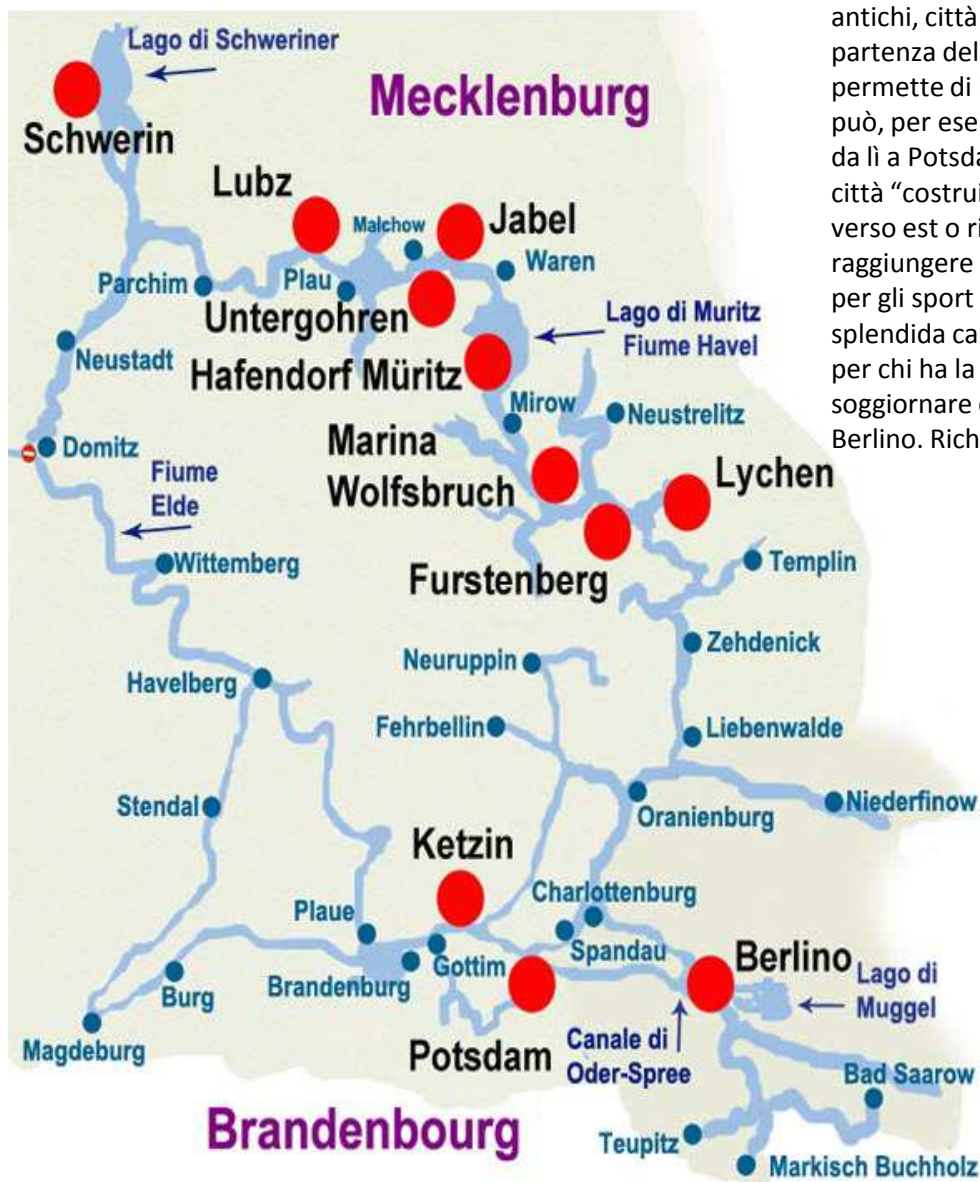 Lago di Schweriner
Mecklenburg
Schwerin
Lubz
Malchow
Jabel
Waren
Parchim
Plau
Untergohren
Lago di Muritz
Fiume Havel
Neustadt
Hafendorf Müritz
Mirow
Neustrelitz
Domitz
Marina
Wolfsbruch
Lychen
Fiume
Elde
Wittemberg
Furstenberg
Templin
Zehdenick
Neuruppin
Havelberg
Fehrbellin
Liebenwalde
Stendal
Niederfinow
Oranienburg
Ketzin
Charlottenburg
Plaue
Spandau
Berlino
Gottim
Brandenburg
Burg
Lago di
Muggel
Magdeburg
Potsdam
Canale di
Oder-Spree
Bad Saarow
Brandenbourg
Teupitz
Markisch Buchholz
antichi, città
partenza del
permette di
può, per ese
da lì a Potsda
città “costrui
verso est o ri
raggiungere
per gli sport
splendida ca
per chi ha la
soggiornare
Berlino. Rich